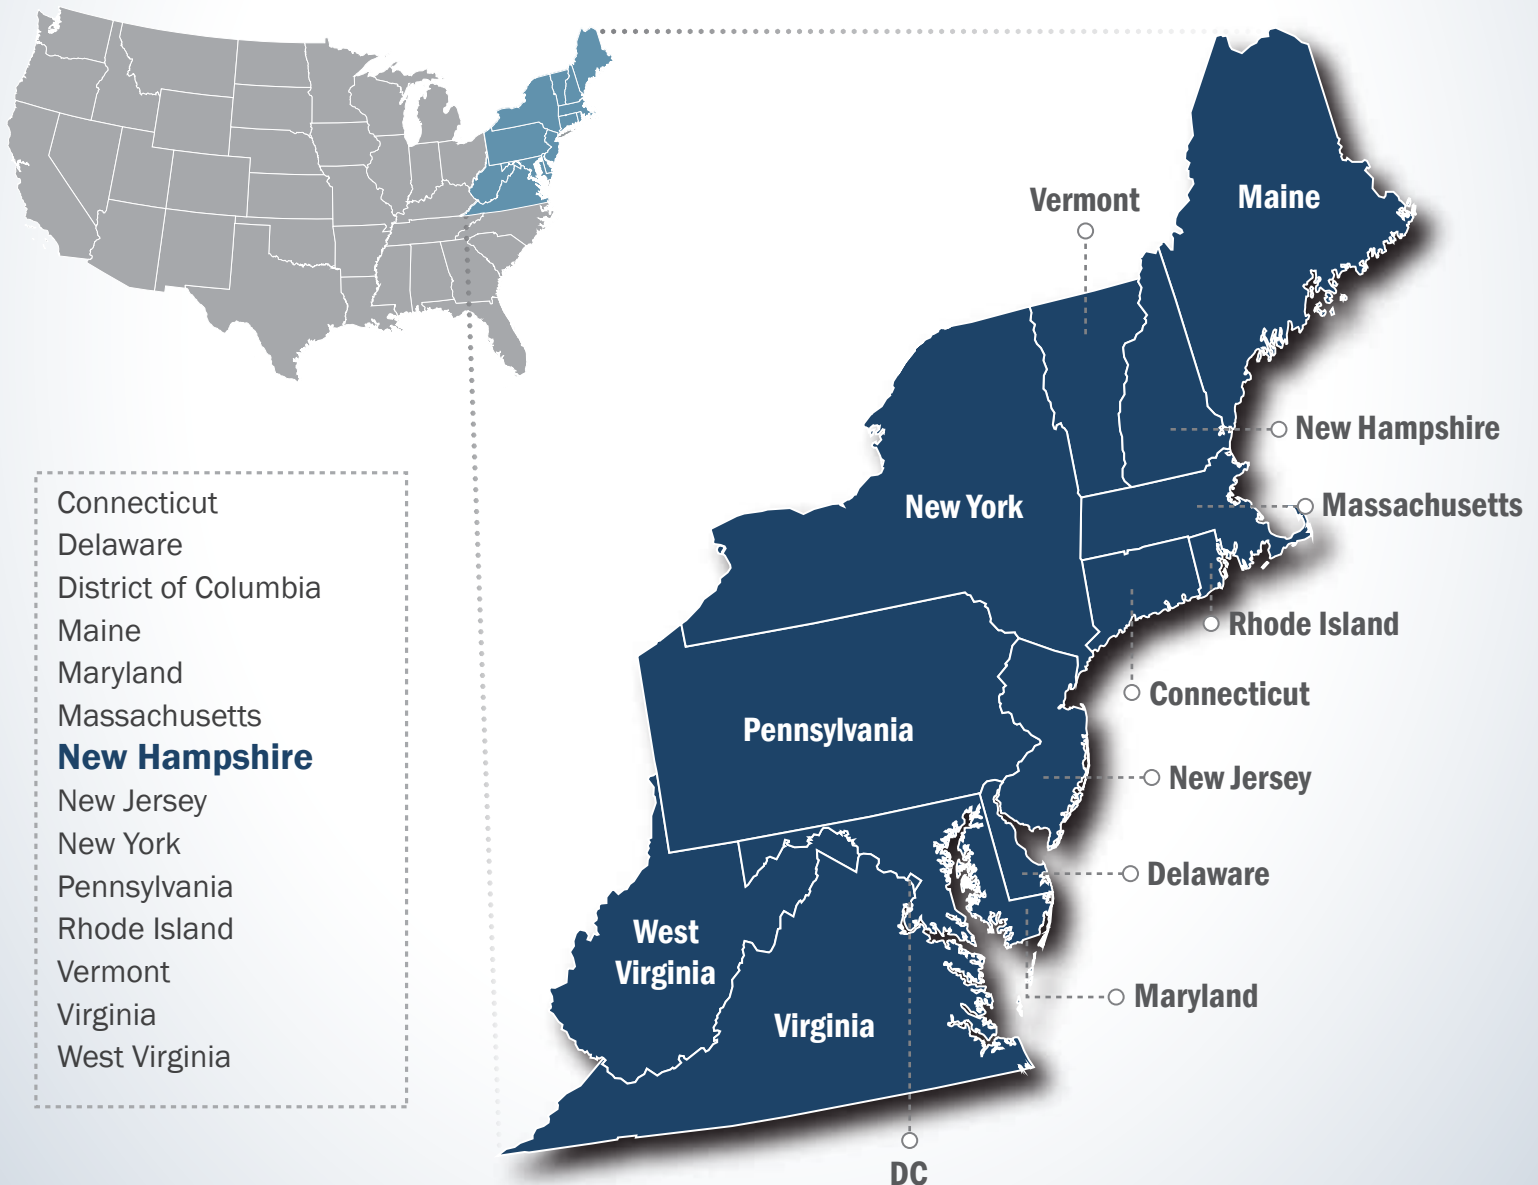 Connecticut
Delaware
District of Columbia
Maine
Maryland
Massachusetts
New Hampshire
New Jersey
New York
Pennsylvania
Rhode Island
Vermont
Virginia
West Virginia
Vermont
Maine
New Hampshire
New York
Massachusetts
Rhode Island
Connecticut
Pennsylvania
New Jersey
Delaware
West
Virginia
Maryland
Virginia
DC